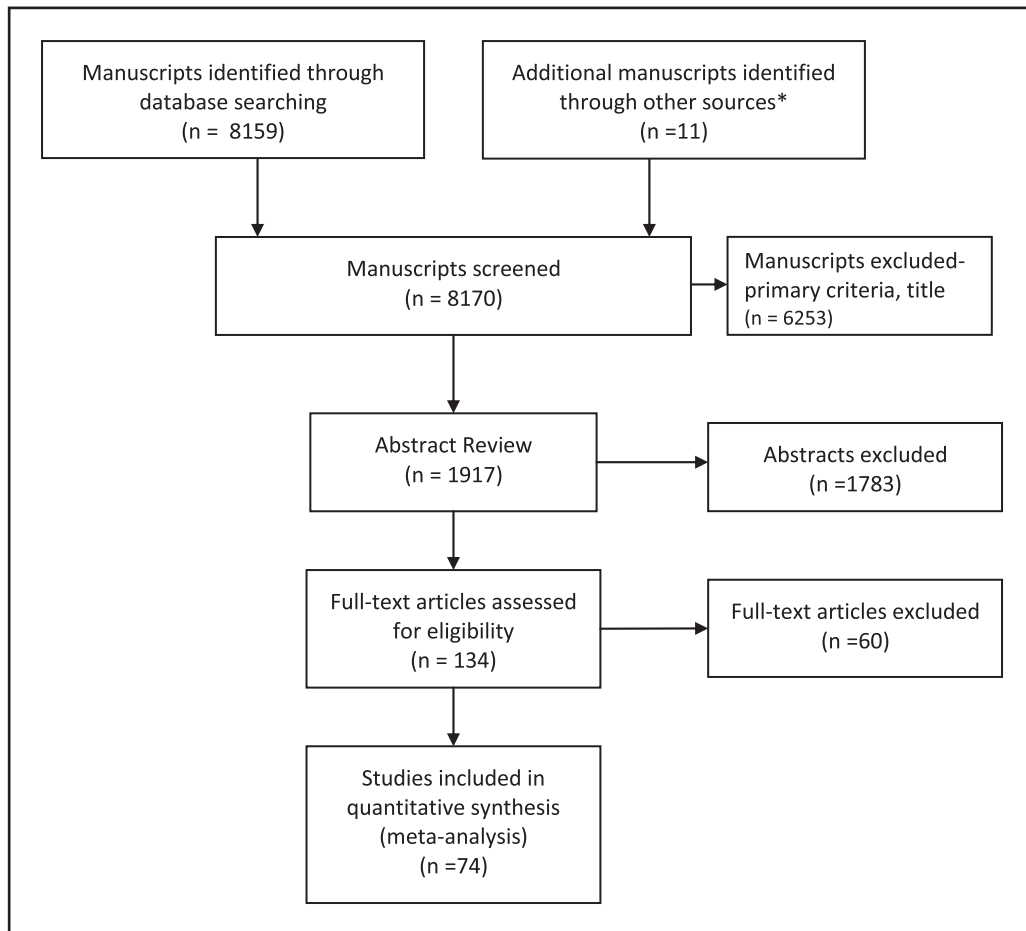 Manuscripts identified through
database searching
(n =  8159)
Additional manuscripts identified
through other sources*
(n =11)
Manuscripts screened
(n = 8170)
Manuscripts excluded-
primary criteria, title
(n = 6253)
Abstract Review
(n = 1917)
Abstracts excluded
(n =1783)
Full-text articles assessed
for eligibility
(n = 134)
Full-text articles excluded
(n =60)
Studies included in
quantitative synthesis
(meta-analysis)
(n =74)